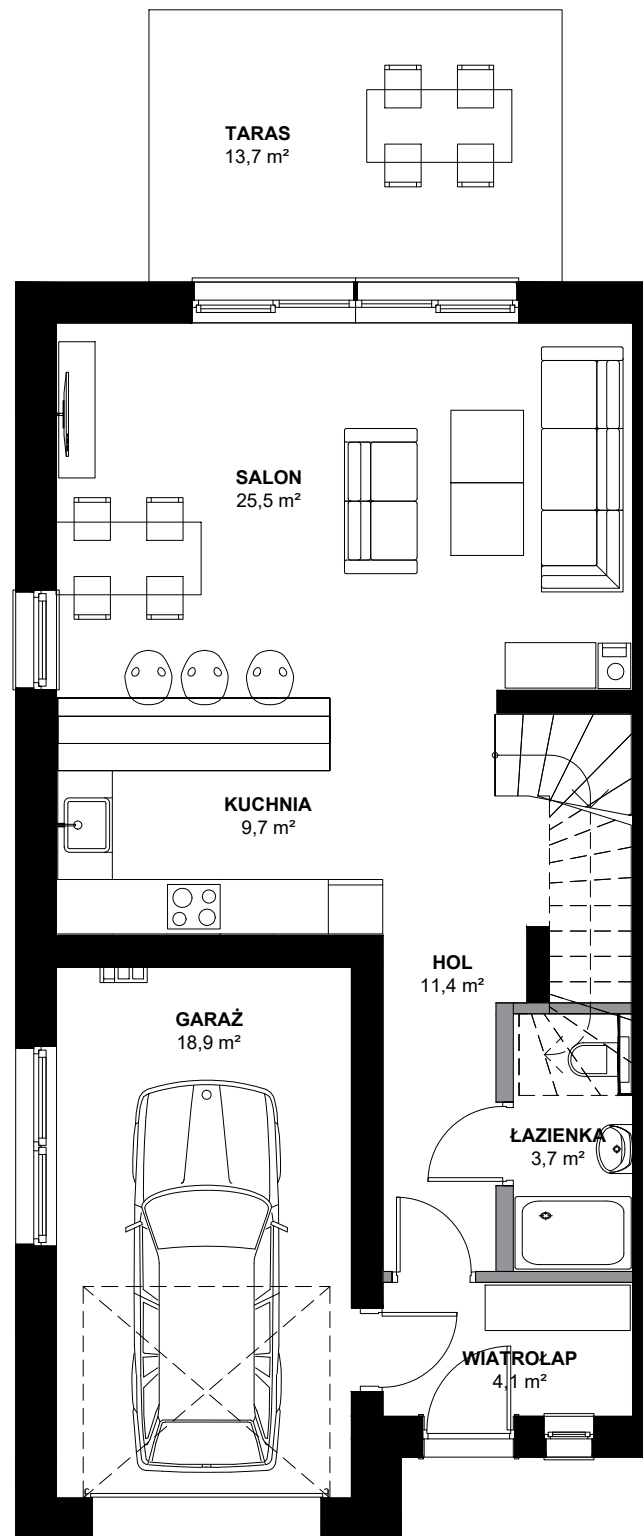 TARAS
13,7 m²
SALON
25,5 m²
KUCHNIA
9,7 m²
HOL
11,4 m²
GARAŻ
18,9 m²
ŁAZIENKA
3,7 m²
WIATROŁAP
4,1 m²